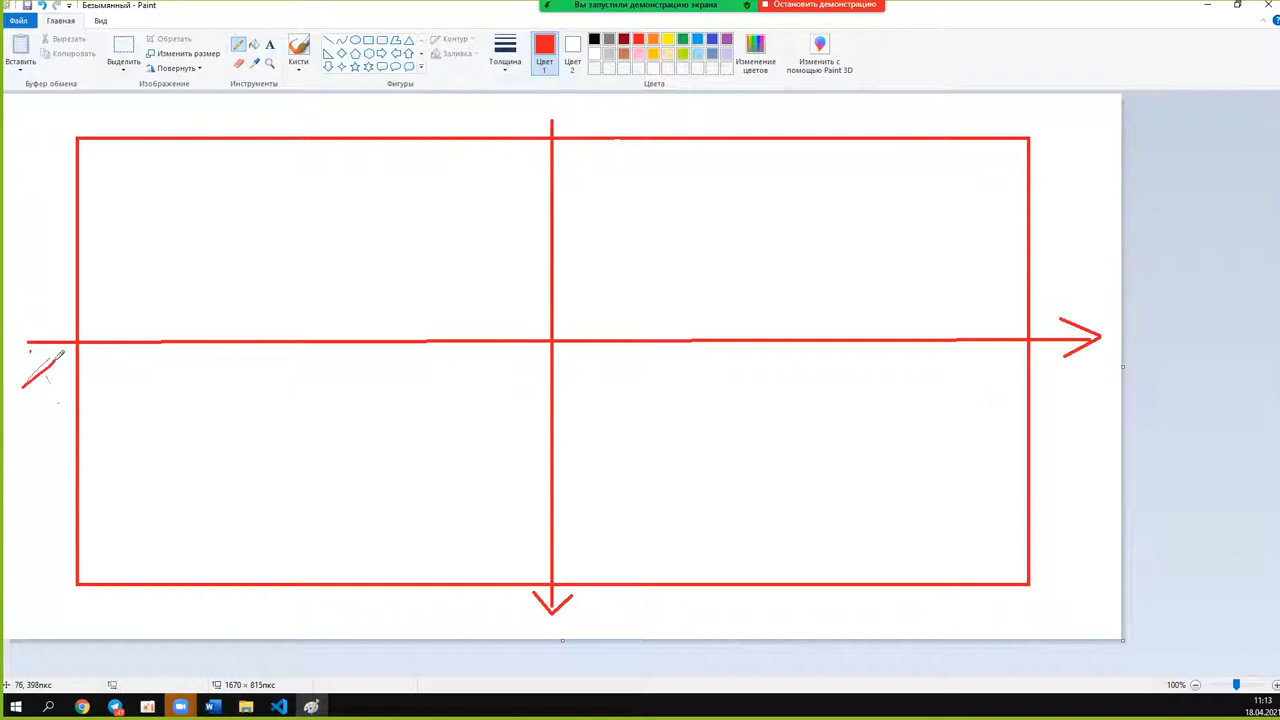 Безымянный - Paint
Вы запустили демонстрацию экрана
Остановить демонстрацию
Файл
Главная
Вид
Вставить
Вырезать
Копировать
Буфер обмена
Выделить
Обрезать
Изменить размер
Повернуть
Изображение
A
Инструменты
Кисти
Контур
Заливка
Фигуры
Толщина
Цвет
1
Цвет
2
Цвета
Изменение
цветов
Изменить с
помощью Paint 3D
76, 398пкс
1670 × 815пкс
100%
W
11:13
18.04.2021